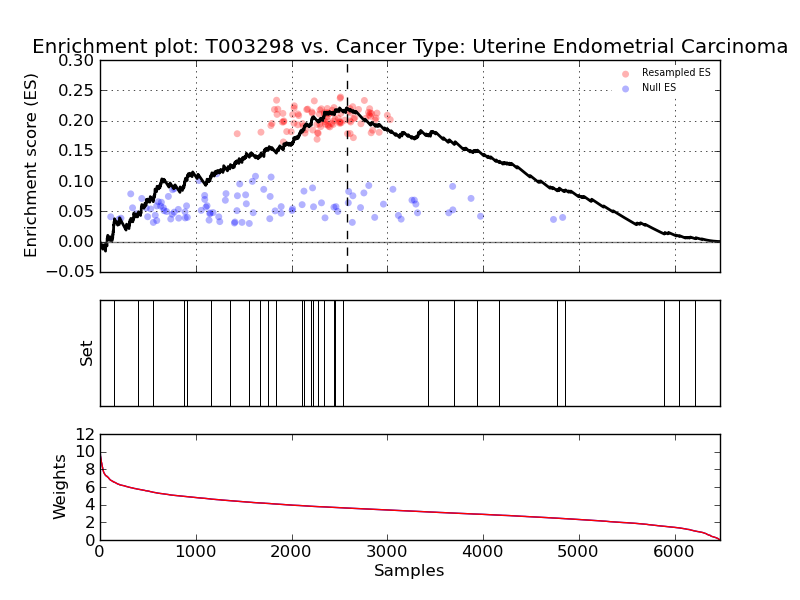 Enrichment plot: T003298 vs. Cancer Type: Uterine Endometrial Carcinoma
Enrichment score (ES)
0.30
0.25
0.20
0.15
0.10
0.05
0.00
−0.05
Resampled ES
Null ES
Set
Weights
12
10
8
6
4
2
0
0 1000 2000 3000 4000 5000 6000
Samples